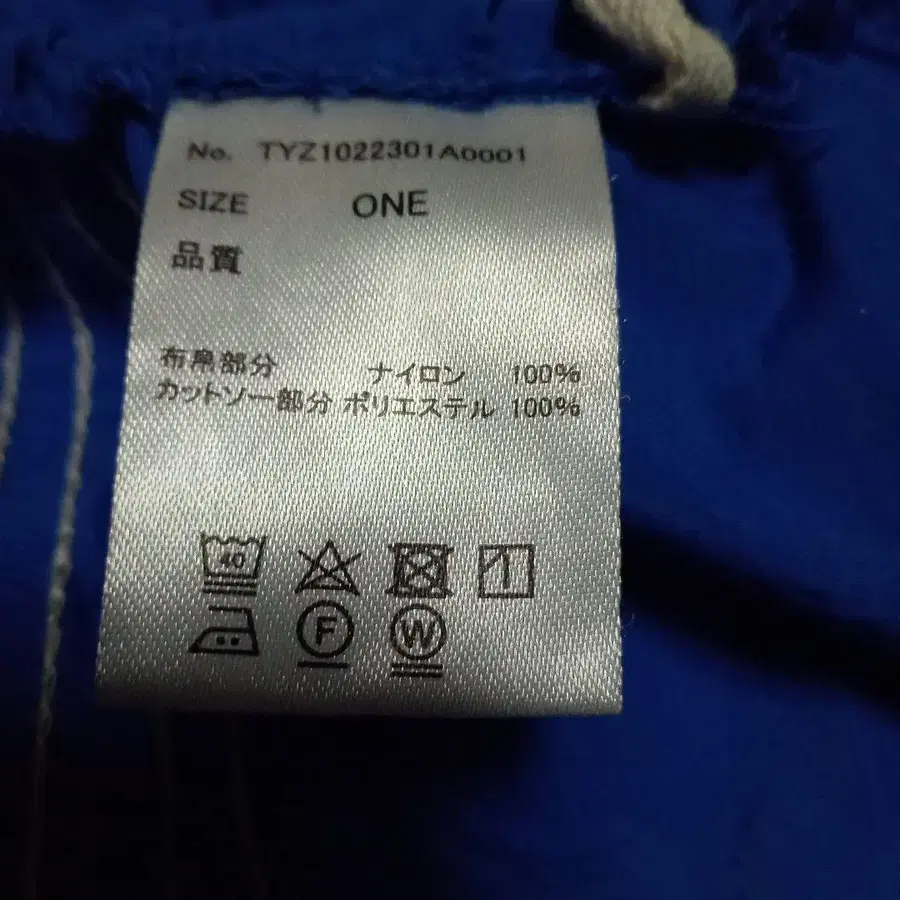 No. TYZ1022301A0001
SIZE ONE
品質
布帛部分 ナイロン 100%
カットソー部分 ポリエステル 100%
40
F W